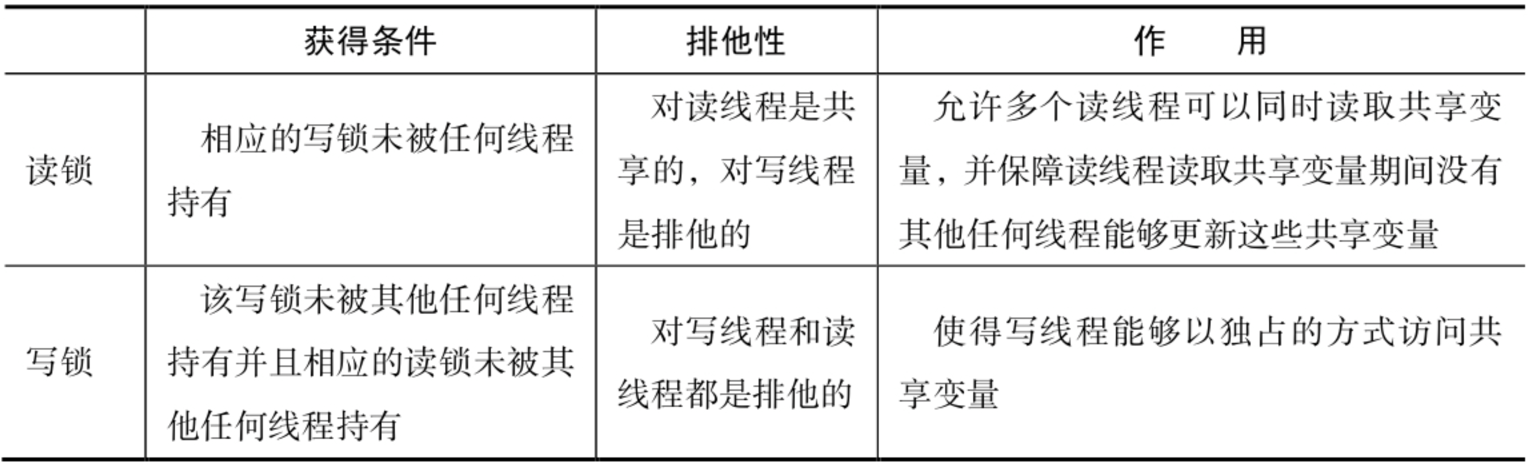 获得条件 排他性 作 用
读锁
相应的写锁未被任何线程
持有
对读线程是共
享的，对写线程
是排他的
允许多个读线程可以同时读取共享变
量，并保障读线程读取共享变量期间没有
其他任何线程能够更新这些共享变量
写锁
该写锁未被其他任何线程
持有并且相应的读锁未被其
他任何线程持有
对写线程和读
线程都是排他的
使得写线程能够以独占的方式访问共
享变量